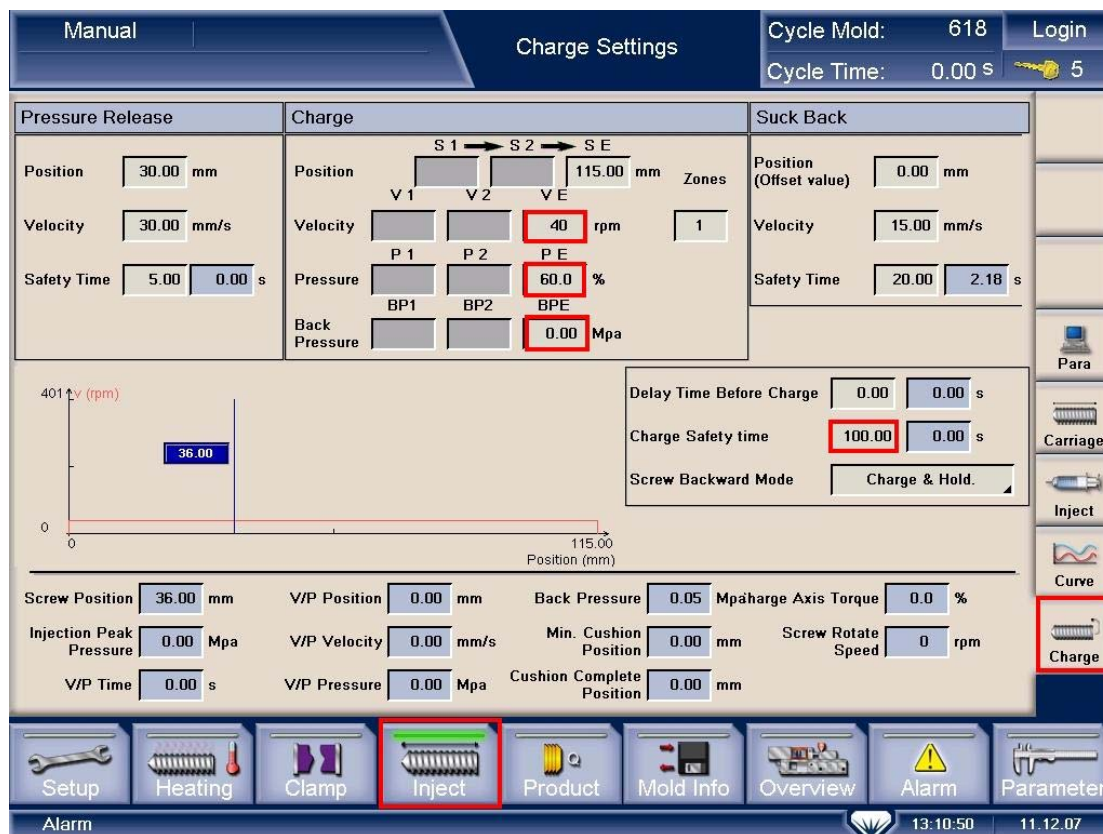 Manual
Charge Settings
Cycle Mold: 618
Login
Cycle Time: 0.00 s
5
Pressure Release
Charge
Suck Back
S 1 S 2 S E
Position 30.00 mm
Position 115.00 mm
Zones
Position
(Offset value) 0.00 mm
V 1 V 2 V E
Velocity 30.00 mm/s
Velocity 40 rpm
1
Velocity 15.00 mm/s
P 1 P 2 P E
Safety Time 5.00 0.00 s
Pressure 60.0 %
Safety Time 20.00 2.18 s
BP1 BP2 BPE
Back
Pressure 0.00 Mpa
Para
401 v (rpm)
36.00
0
0 115.00
Position (mm)
Delay Time Before Charge 0.00 0.00 s
Charge Safety time 100.00 0.00 s
Screw Backward Mode Charge & Hold.
Carriage
Inject
Curve
Charge
Screw Position 36.00 mm
V/P Position 0.00 mm
Back Pressure 0.05 Mpa
harge Axis Torque 0.0 %
Injection Peak
Pressure 0.00 Mpa
V/P Velocity 0.00 mm/s
Min. Cushion
Position 0.00 mm
Screw Rotate
Speed 0 rpm
V/P Time 0.00 s
V/P Pressure 0.00 Mpa
Cushion Complete
Position 0.00 mm
Setup
Heating
Clamp
Inject
Product
Mold Info
Overview
Alarm
Parameter
Alarm
13:10:50
11.12.07